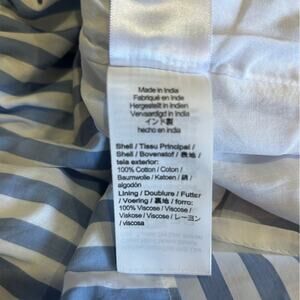 Made in India
Fabriqué en Inde
Hergestellt in Indien
Vervaardigd in India
インド製
hecho en india
Shell / Tissu Principal /
Shell / Bovenstof / 表地 /
tela exterior:
100% Cotton / Coton /
Baumwolle / Katoen / 綿 /
algodón
Lining / Doublure / Futter
/ Voering / 裏地 / forro:
100% Viscose / Viscose /
Viskose / Viscose / レーヨン
/ viscosa